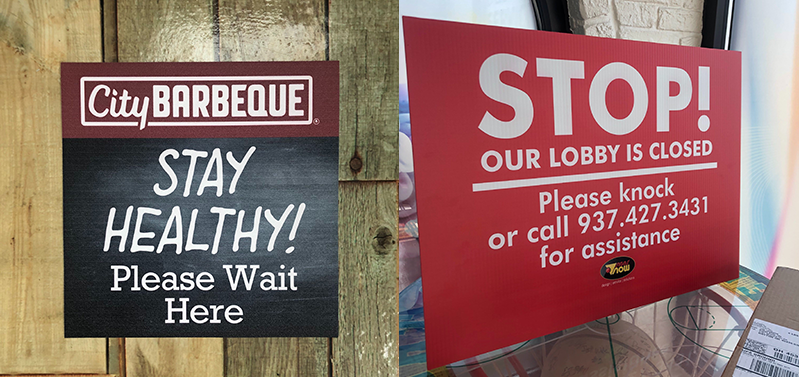 City BARBEQUE
STAY
HEALTHY!
Please Wait
Here
STOP!
OUR LOBBY IS CLOSED
Please knock
or call 937.427.3431
for assistance
now